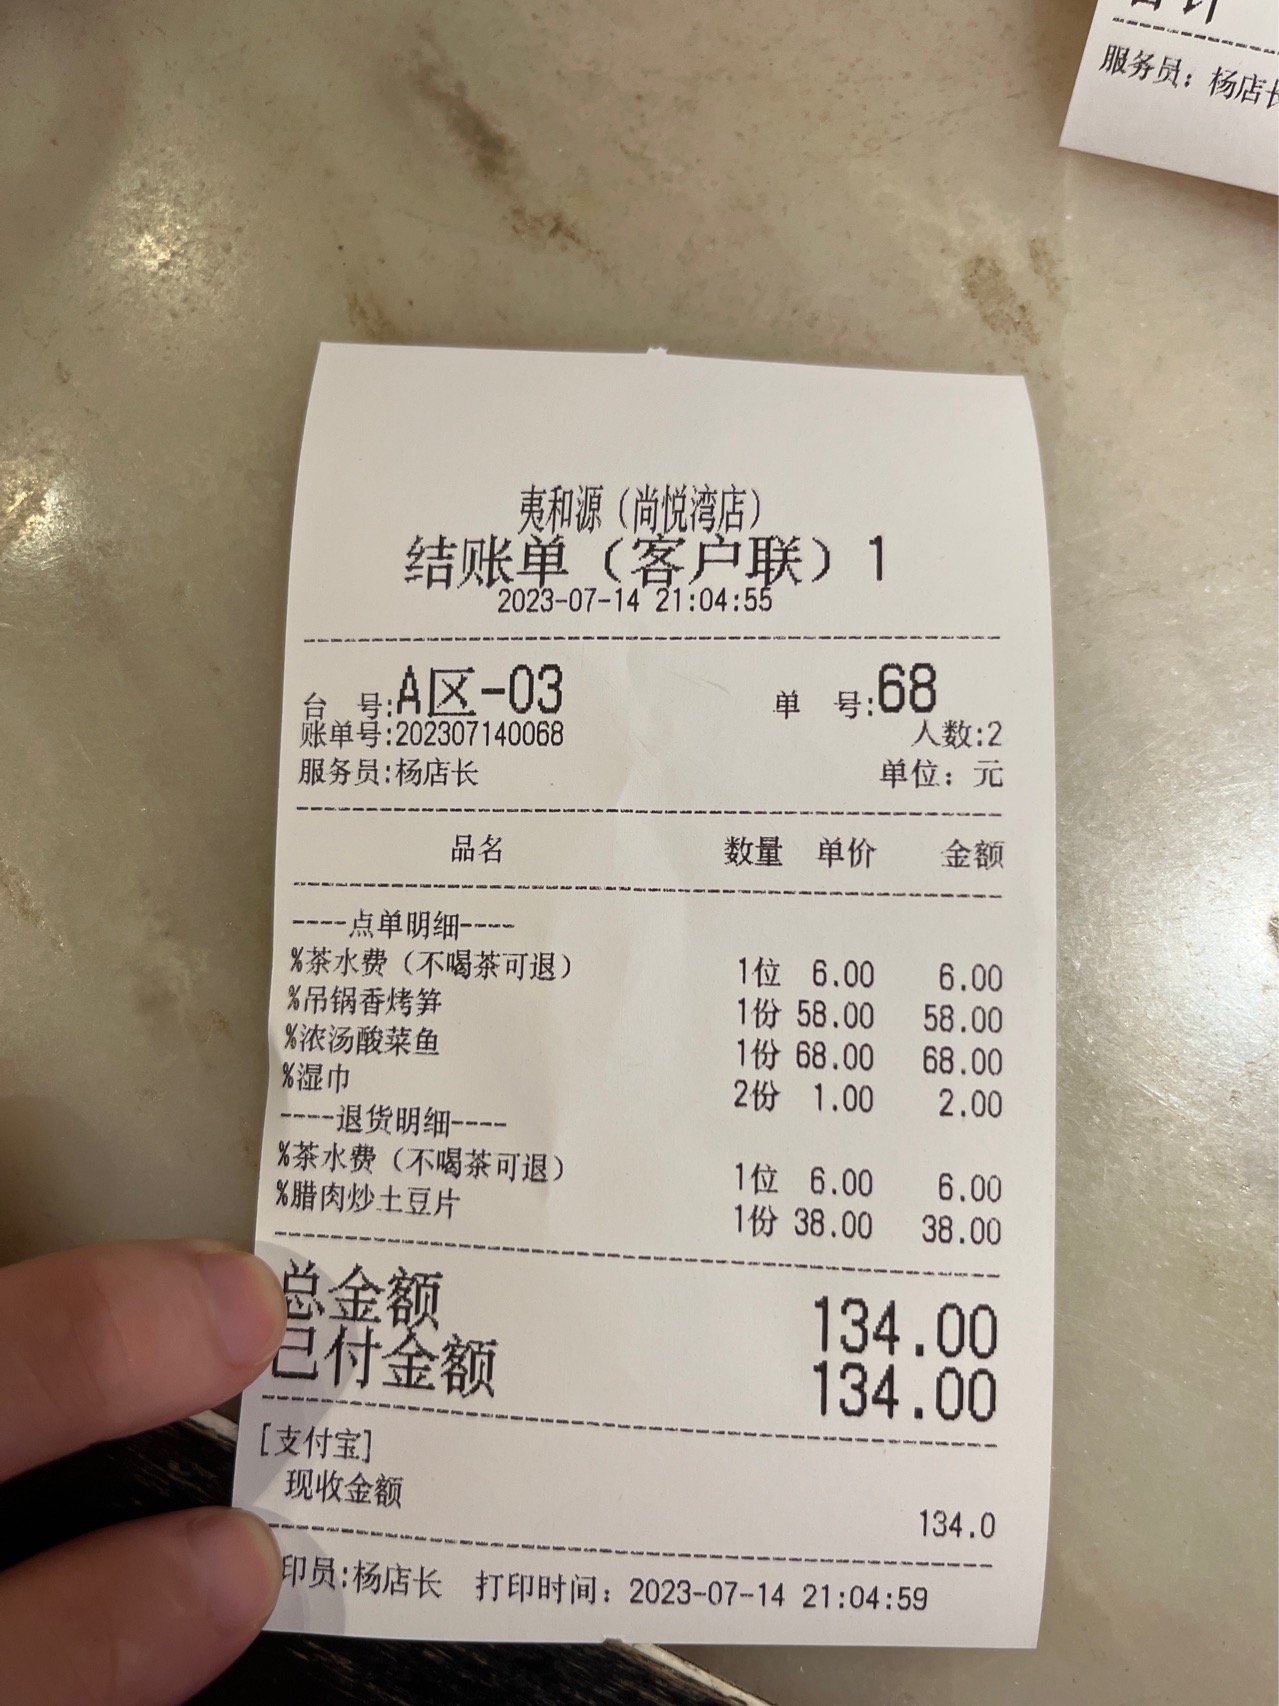 服务员：杨店长
夷和源（尚悦湾店）
结账单（客户联）1
2023-07-14 21:04:55
台 号:A区-03 单 号:68
账单号:202307140068 人数:2
服务员:杨店长 单位：元
品名 数量 单价 金额
----点单明细----
%茶水费（不喝茶可退） 1位 6.00 6.00
%吊锅香烤笋 1份 58.00 58.00
%浓汤酸菜鱼 1份 68.00 68.00
%湿巾 2份 1.00 2.00
----退货明细----
%茶水费（不喝茶可退） 1位 6.00 6.00
%腊肉炒土豆片 1份 38.00 38.00
总金额 134.00
已付金额 134.00
[支付宝]
现收金额 134.0
印员:杨店长 打印时间：2023-07-14 21:04:59